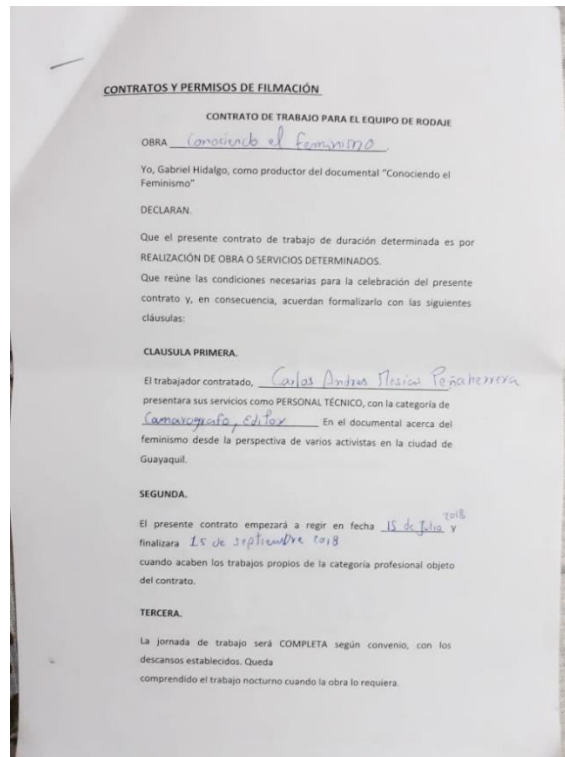 CONTRATOS Y PERMISOS DE FILMACIÓN
CONTRATO DE TRABAJO PARA EL EQUIPO DE RODAJE
OBRA Conociendo el feminismo.
Yo, Gabriel Hidalgo, como productor del documental "Conociendo el
Feminismo"
DECLARAN.
Que el presente contrato de trabajo de duración determinada es por
REALIZACIÓN DE OBRA O SERVICIOS DETERMINADOS.
Que reúne las condiciones necesarias para la celebración del presente
contrato y, en consecuencia, acuerdan formalizarlo con las siguientes
cláusulas:
CLAUSULA PRIMERA.
El trabajador contratado, Carlos Andres Mesias Peñaherrera
presentara sus servicios como PERSONAL TÉCNICO, con la categoría de
Camarografo, Editor En el documental acerca del
feminismo desde la perspectiva de varios activistas en la ciudad de
Guayaquil.
SEGUNDA.
El presente contrato empezará a regir en fecha 15 de Julio 2018 y
finalizara 15 de septiembre 2018
cuando acaben los trabajos propios de la categoría profesional objeto
del contrato.
TERCERA.
La jornada de trabajo será COMPLETA según convenio, con los
descansos establecidos. Queda
comprendido el trabajo nocturno cuando la obra lo requiera.